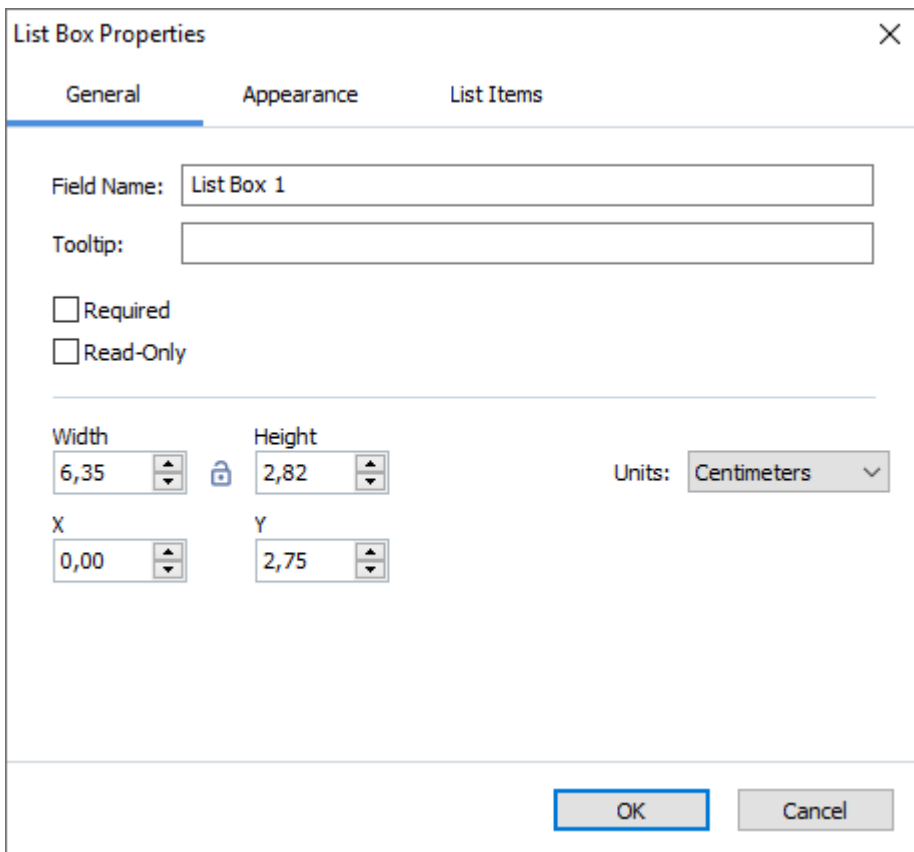 List Box Properties
General Appearance List Items
Field Name: List Box 1
Tooltip:
Required
Read-Only
Width Height
6,35 2,82 Units: Centimeters
X Y
0,00 2,75
OK Cancel